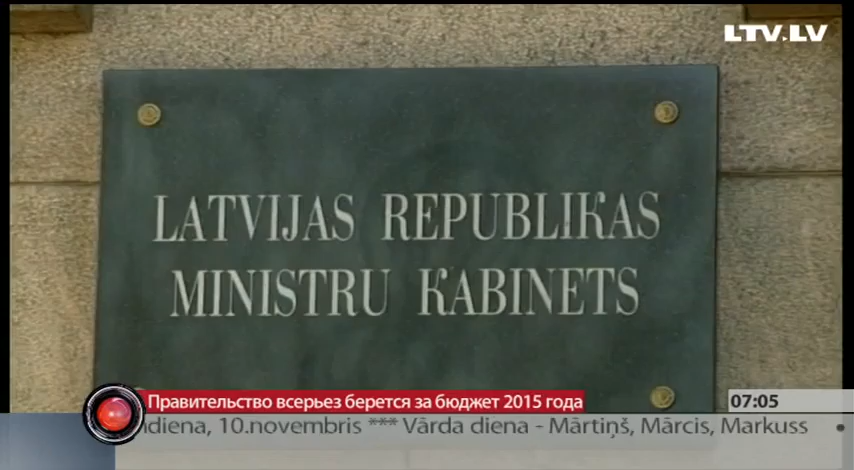 LTV.LV
LATVIJAS REPUBLIKAS
MINISTRU KABINETS
Правительство всерьез берется за бюджет 2015 года
07:05
diena, 10.novembris *** Vārda diena - Mārtiņš, Mārcis, Markuss •